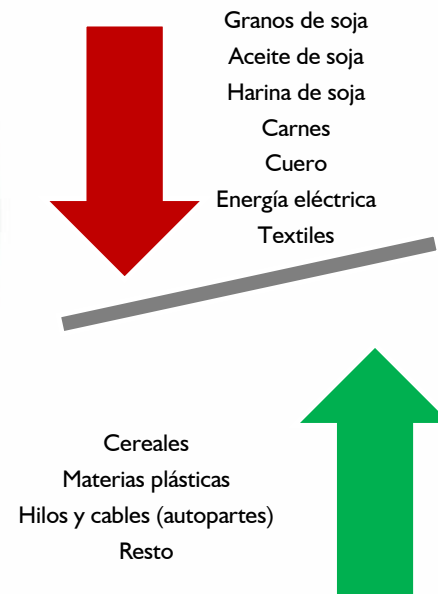 Granos de soja
Aceite de soja
Harina de soja
Carnes
Cuero
Energía eléctrica
Textiles
Cereales
Materias plásticas
Hilos y cables (autopartes)
Resto